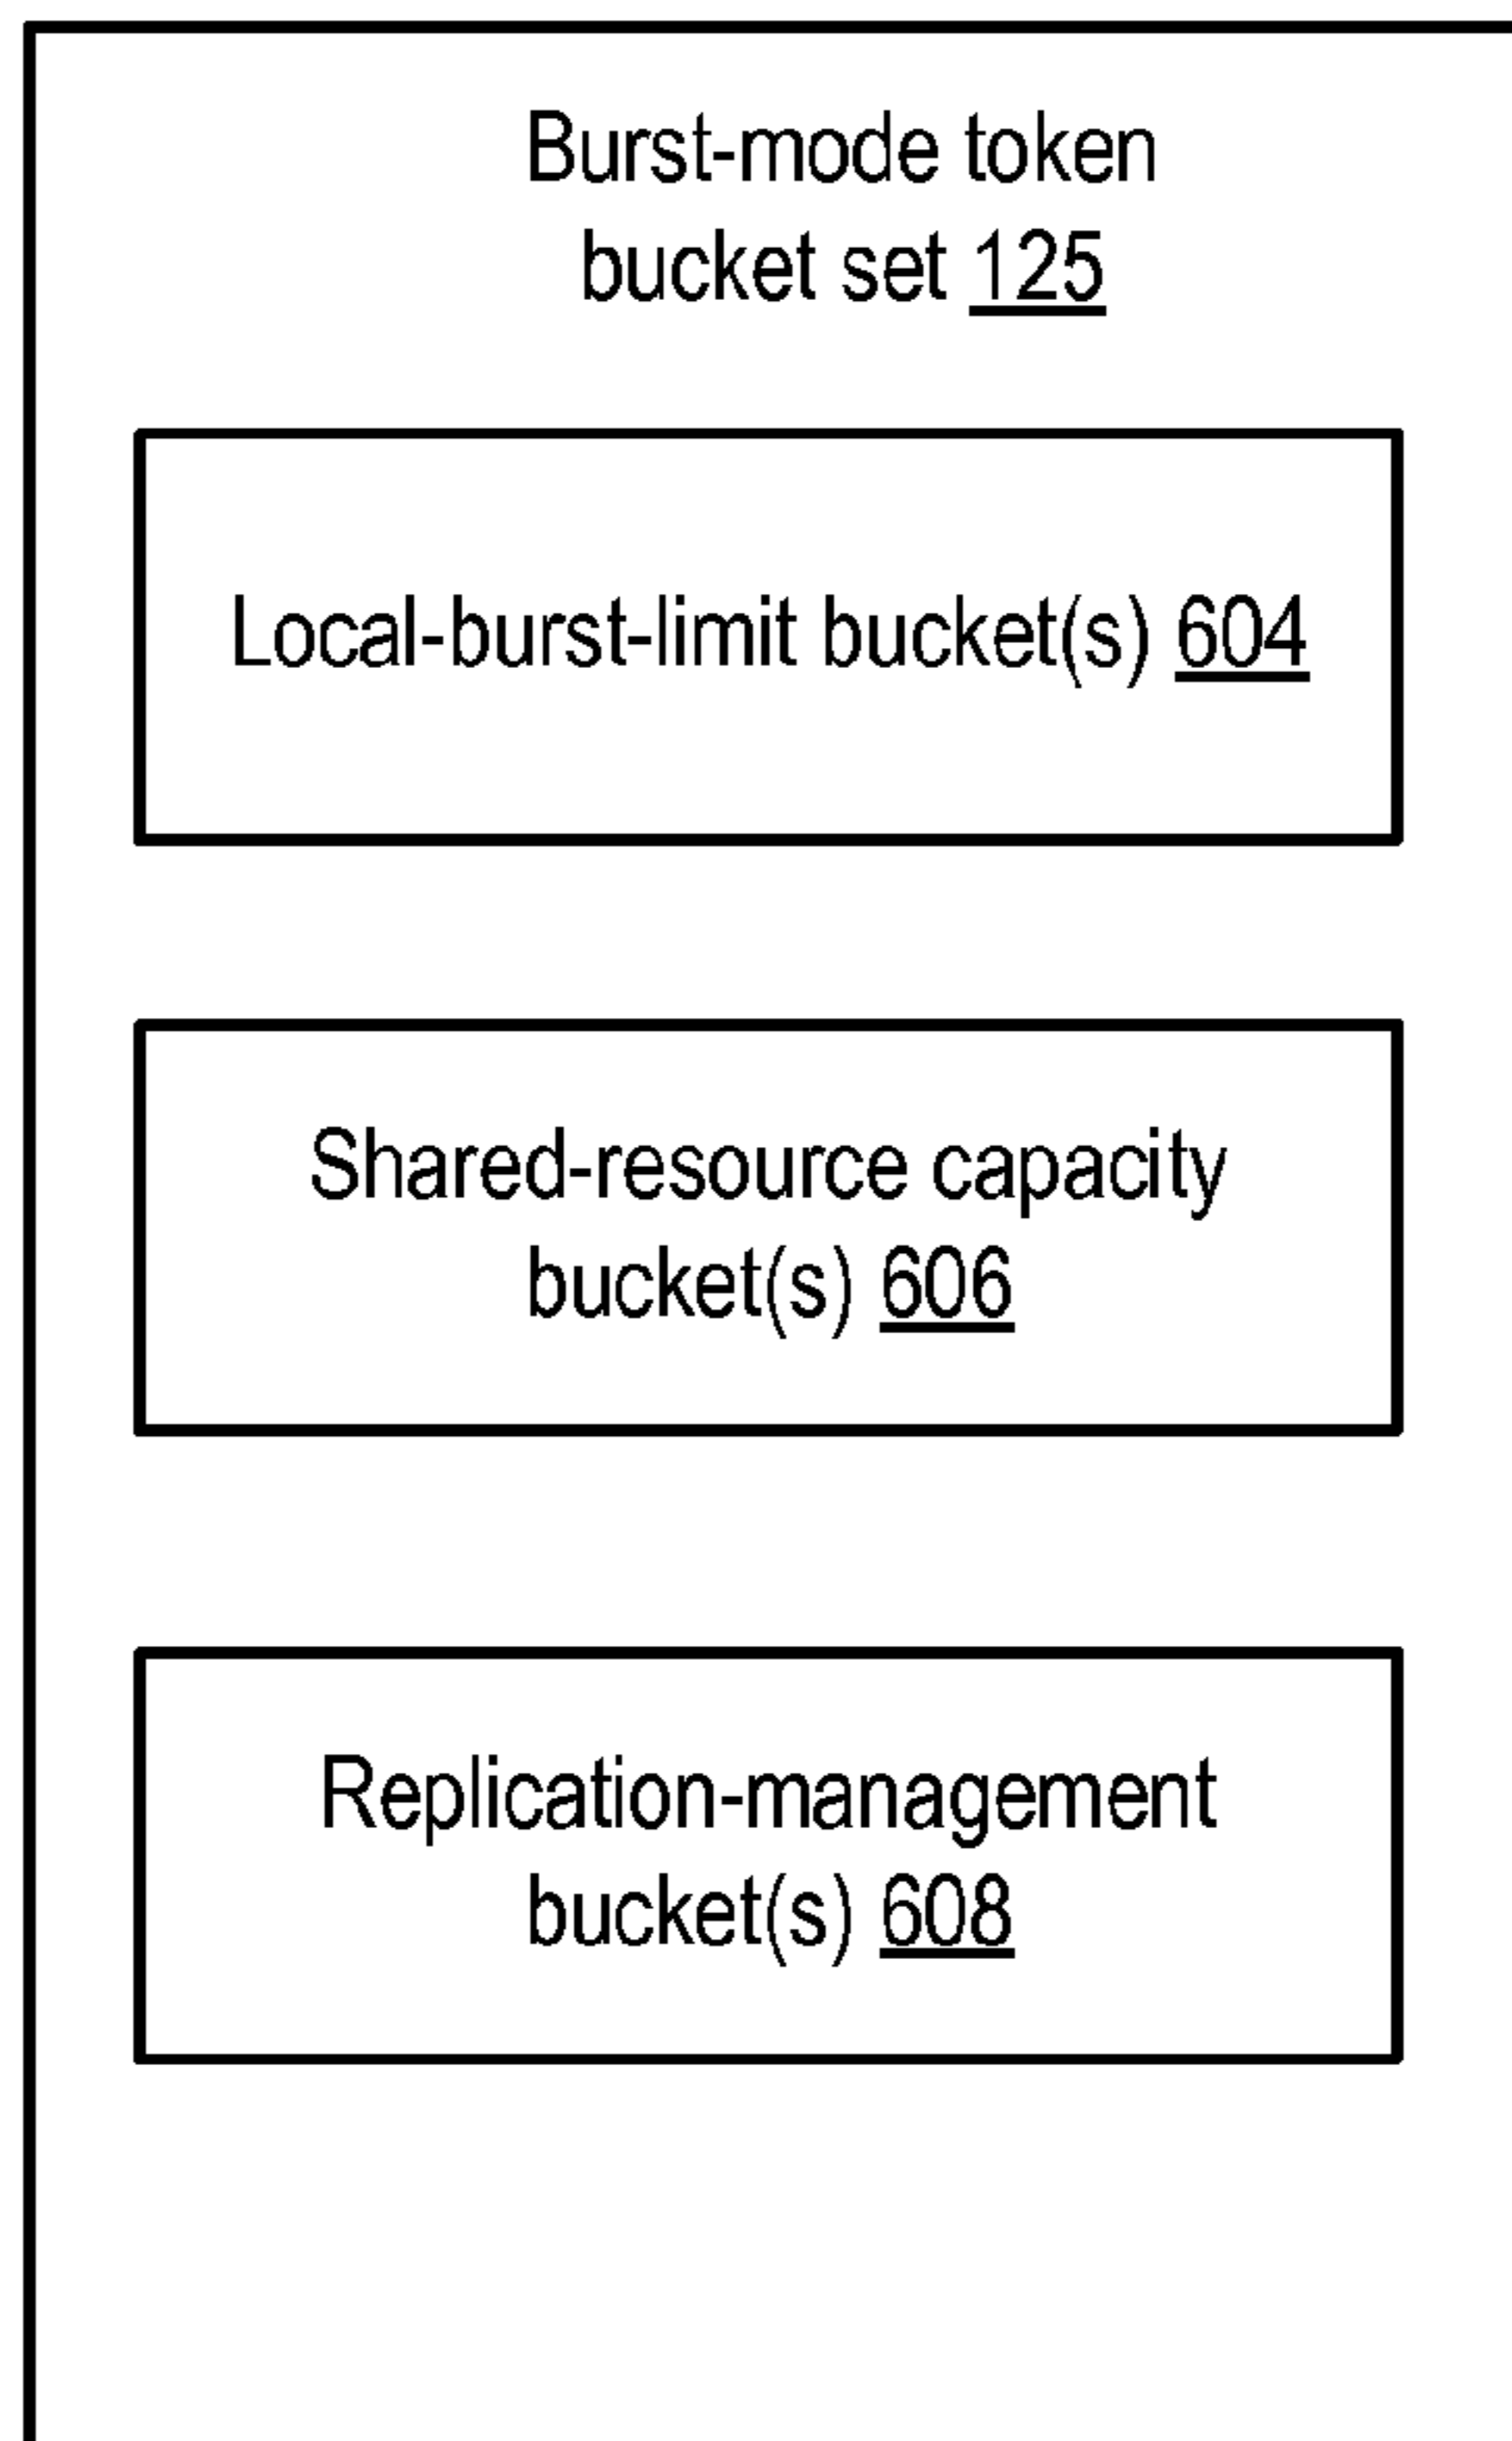 Burst-mode token
bucket set 125
Local-burst-limit bucket(s) 604
Shared-resource capacity
bucket(s) 606
Replication-management
bucket(s) 608